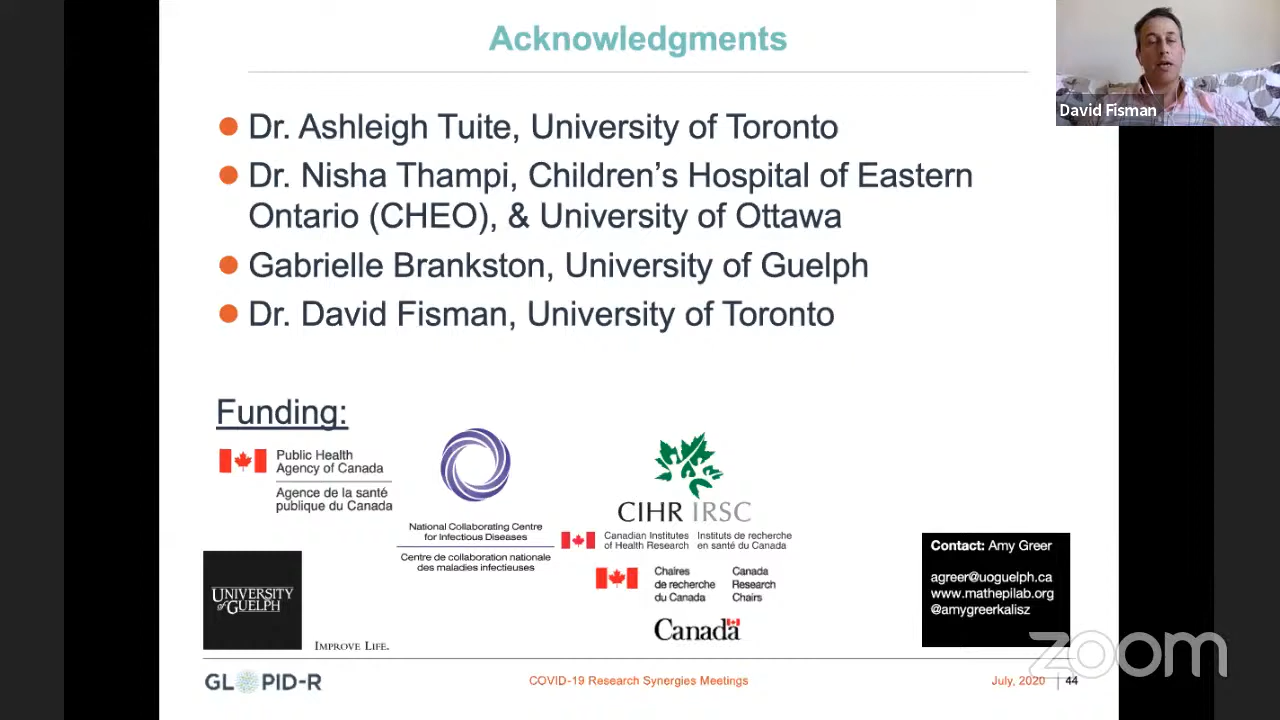 Acknowledgments
David Fisman
Dr. Ashleigh Tuite, University of Toronto
Dr. Nisha Thampi, Children’s Hospital of Eastern
Ontario (CHEO), & University of Ottawa
Gabrielle Brankston, University of Guelph
Dr. David Fisman, University of Toronto
Funding:
Public Health
Agency of Canada
Agence de la santé
publique du Canada
National Collaborating Centre
for Infectious Diseases
Centre de collaboration nationale
des maladies infectieuses
CIHR IRSC
Canadian Institutes
of Health Research
Instituts de recherche
en santé du Canada
Chaires
de recherche
du Canada
Canada
Research
Chairs
Canada
UNIVERSITY
of GUELPH
IMPROVE LIFE.
Contact: Amy Greer
agreer@uoguelph.ca
www.mathepilab.org
@amygreerkalisz
zoom
GLOPID-R
COVID-19 Research Synergies Meetings
July, 2020
44